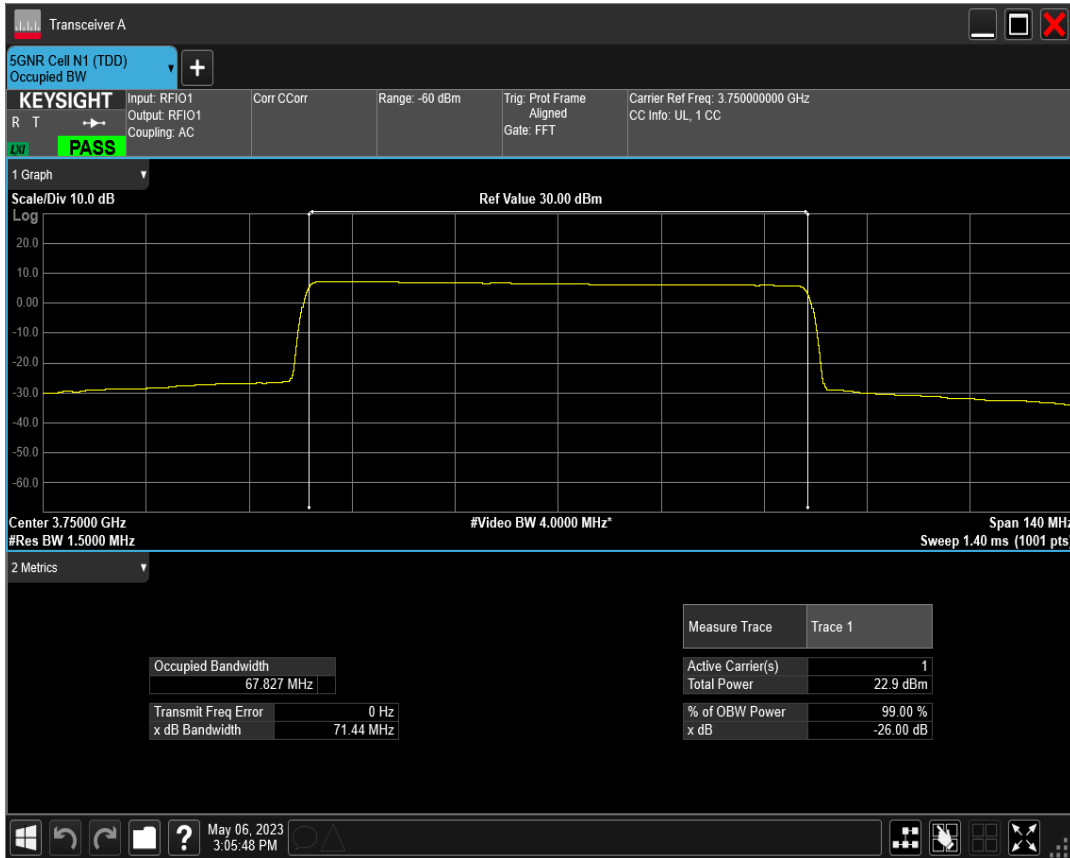 Transceiver A
5GNR Cell N1 (TDD)
Occupied BW
+
KEYSIGHT
R T
LXI
PASS
Input: RFIO1
Output: RFIO1
Coupling: AC
Corr CCorr
Range: -60 dBm
Trig: Prot Frame
Aligned
Gate: FFT
Carrier Ref Freq: 3.750000000 GHz
CC Info: UL, 1 CC
1 Graph
Scale/Div 10.0 dB
Ref Value 30.00 dBm
Log
20.0
10.0
0.00
-10.0
-20.0
-30.0
-40.0
-50.0
-60.0
Center 3.75000 GHz
#Video BW 4.0000 MHz*
Span 140 MHz
#Res BW 1.5000 MHz
Sweep 1.40 ms (1001 pts)
2 Metrics
Measure Trace Trace 1
Occupied Bandwidth
67.827 MHz
Active Carrier(s) 1
Total Power 22.9 dBm
Transmit Freq Error 0 Hz
x dB Bandwidth 71.44 MHz
% of OBW Power 99.00 %
x dB -26.00 dB
?
May 06, 2023
3:05:48 PM